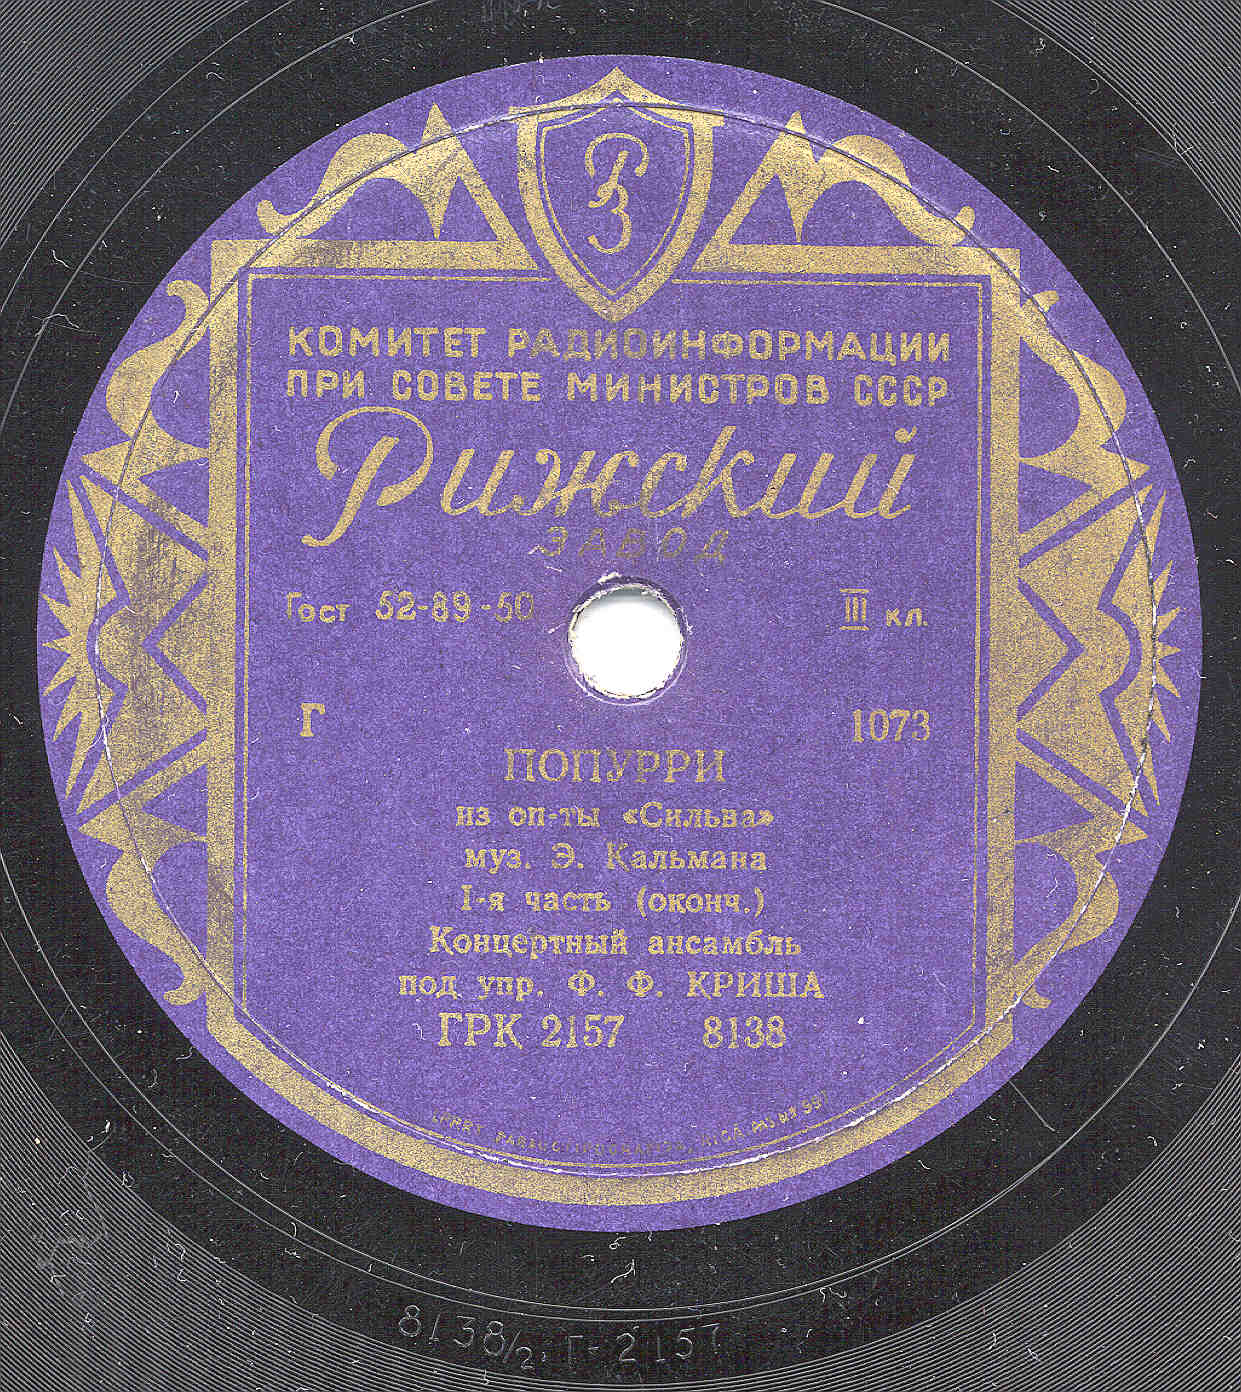 РЗ
КОМИТЕТ РАДИОИНФОРМАЦИИ
ПРИ СОВЕТЕ МИНИСТРОВ СССР
Рижский
ЗАВОД
Гост 52-89-50 III кл.
Г 1073
ПОПУРРИ
из оп-ты «Сильва»
муз. Э. Кальмана
I-я часть (оконч.)
Концертный ансамбль
под упр. Ф. Ф. КРИША
ГРК 2157 8138
8138/2. Г-2157